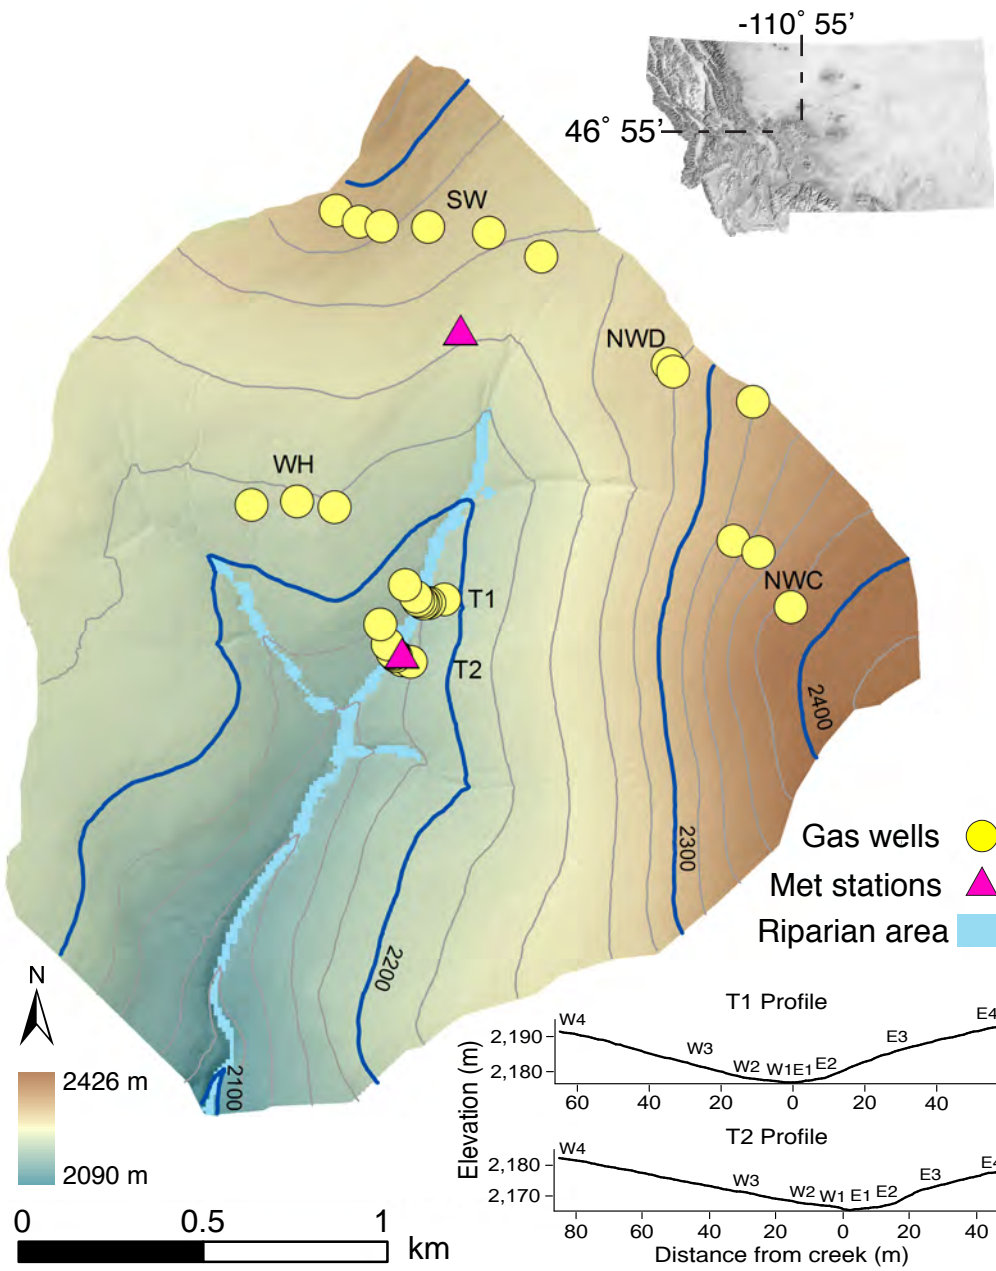 -110° 55'
46° 55'
SW
NWD
WH
NWC
T1
T2
2400
2300
2200
2100
Gas wells
Met stations
Riparian area
N
2426 m
2090 m
0 0.5 1
km
T1 Profile
W4 W3 W2 W1 E1 E2 E3 E4
2,190
2,180
60 40 20 0 20 40
Elevation (m)
T2 Profile
W4 W3 W2 W1 E1 E2 E3 E4
2,180
2,170
80 60 40 20 0 20 40
Distance from creek (m)